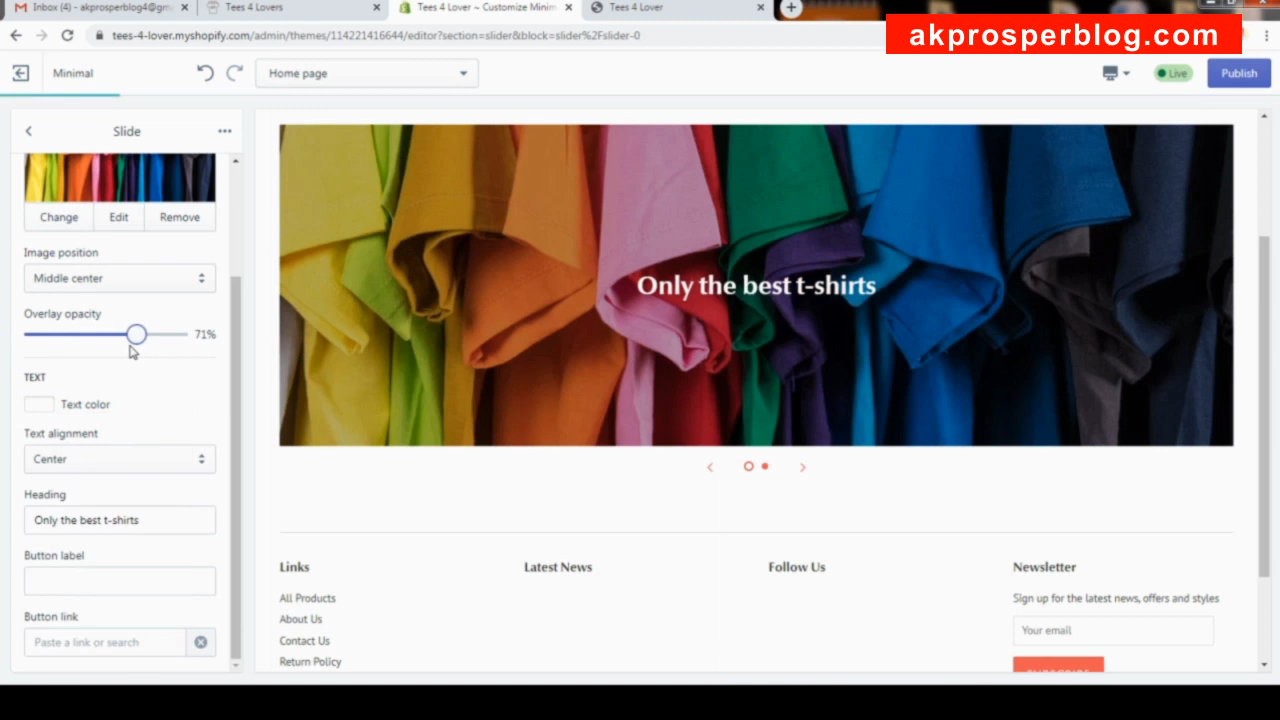 Inbox (4) - akprosperblog4@gm
Tees 4 Lovers
Tees 4 Lover ~ Customize Minim
Tees 4 Lover
tees-4-lover.myshopify.com/admin/themes/114221416644/editor?section=slider&block=slider%2Fslider-0
akprosperblog.com
Minimal
Home page
Live
Publish
Slide
Change
Edit
Remove
Image position
Middle center
Overlay opacity
71%
TEXT
Text color
Text alignment
Center
Heading
Only the best t-shirts
Button label
Button link
Paste a link or search
Only the best t-shirts
Links
Latest News
Follow Us
Newsletter
All Products
About Us
Contact Us
Return Policy
Sign up for the latest news, offers and styles
Your email